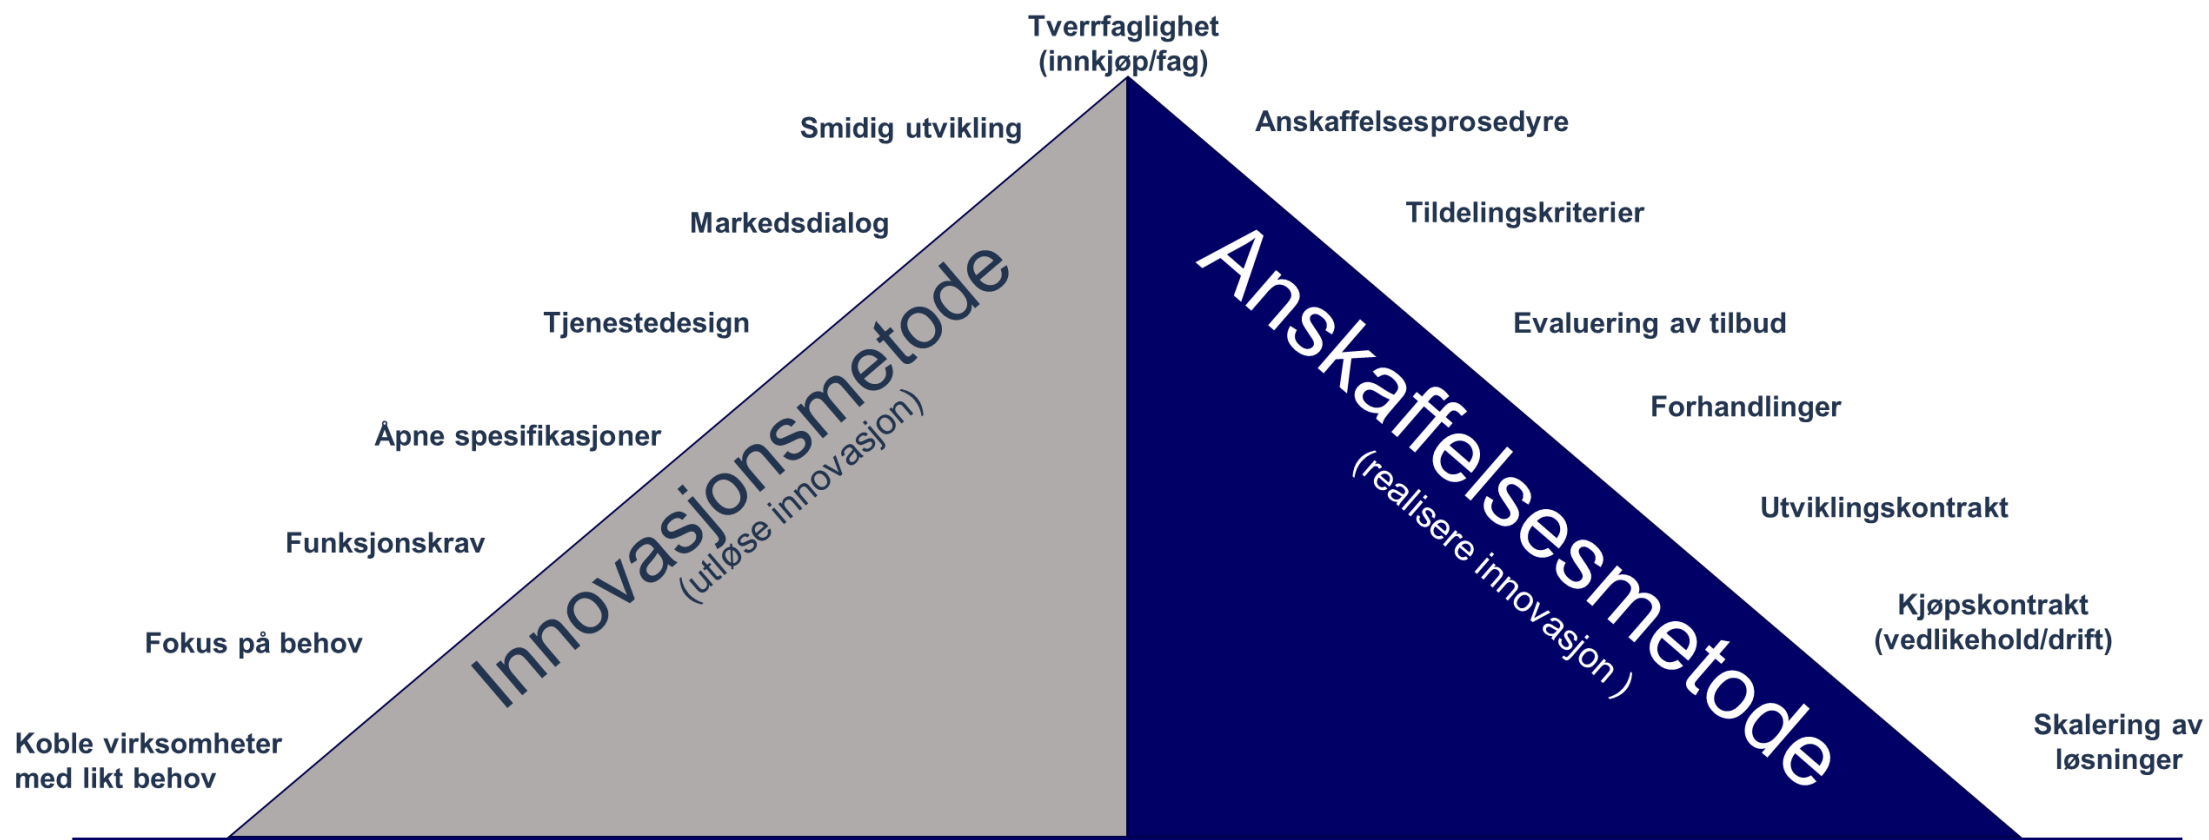 Tverrfaglighet
(innkjøp/fag)
Smidig utvikling
Markedsdialog
Tjenestedesign
Åpne spesifikasjoner
Funksjonskrav
Fokus på behov
Koble virksomheter
med likt behov
Innovasjonsmetode
(utløse innovasjon)
Anskaffelsesmetode
(realisere innovasjon )
Anskaffelsesprosedyre
Tildelingskriterier
Evaluering av tilbud
Forhandlinger
Utviklingskontrakt
Kjøpskontrakt
(vedlikehold/drift)
Skalering av
løsninger